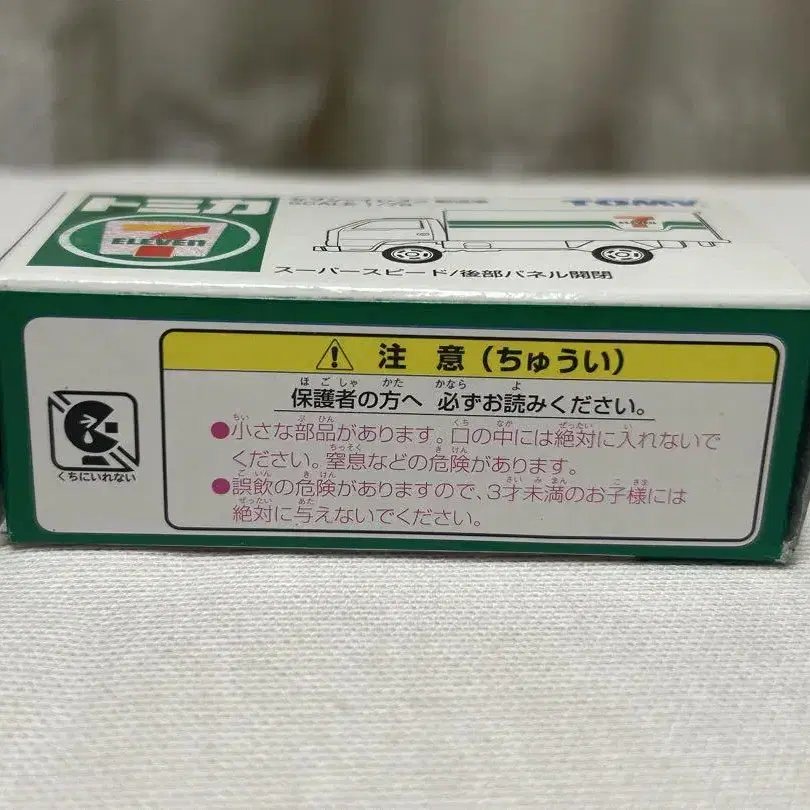 トミカ
7
ELEVEN
TOMY
7
ELEVEN
スーパースピード/後部パネル開閉
注 意(ちゅうい)
保護者の方へ 必ずお読みください。
●小さな部品があります。口の中には絶対に入れないで
ください。窒息などの危険があります。
●誤飲の危険がありますので、3才未満のお子様には
絶対に与えないでください。
くちにいれない